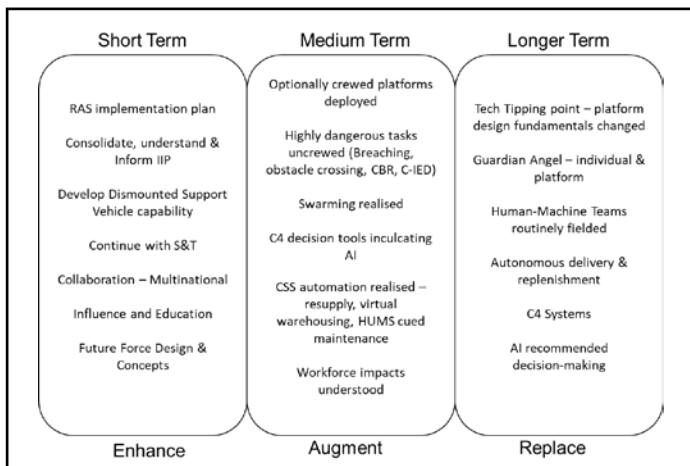 Short Term
RAS implementation plan
Consolidate, understand &
Inform IIP
Develop Dismounted Support
Vehicle capability
Continue with S&T
Collaboration – Multinational
Influence and Education
Future Force Design &
Concepts
Enhance
Medium Term
Optionally crewed platforms
deployed
Highly dangerous tasks
uncrewed (Breaching,
obstacle crossing, CBR, C-IED)
Swarming realised
C4 decision tools inculcating
AI
CSS automation realised –
resupply, virtual
warehousing, HUMS cued
maintenance
Workforce impacts
understood
Augment
Longer Term
Tech Tipping point – platform
design fundamentals changed
Guardian Angel – individual &
platform
Human-Machine Teams
routinely fielded
Autonomous delivery &
replenishment
C4 Systems
AI recommended
decision-making
Replace